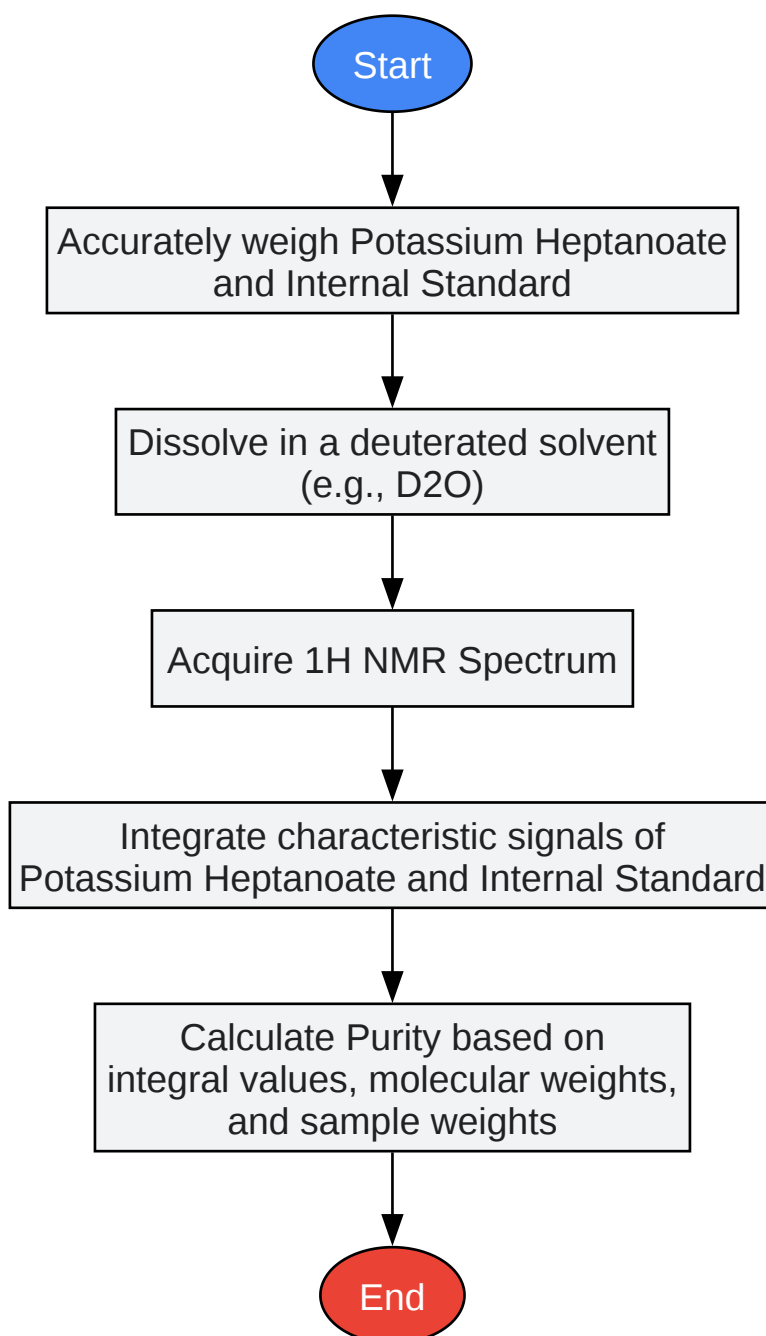 Start
Accurately weigh Potassium Heptanoate
and Internal Standard
Dissolve in a deuterated solvent
(e.g., D2O)
Acquire 1H NMR Spectrum
Integrate characteristic signals of
Potassium Heptanoate and Internal Standard
Calculate Purity based on
integral values, molecular weights,
and sample weights
End